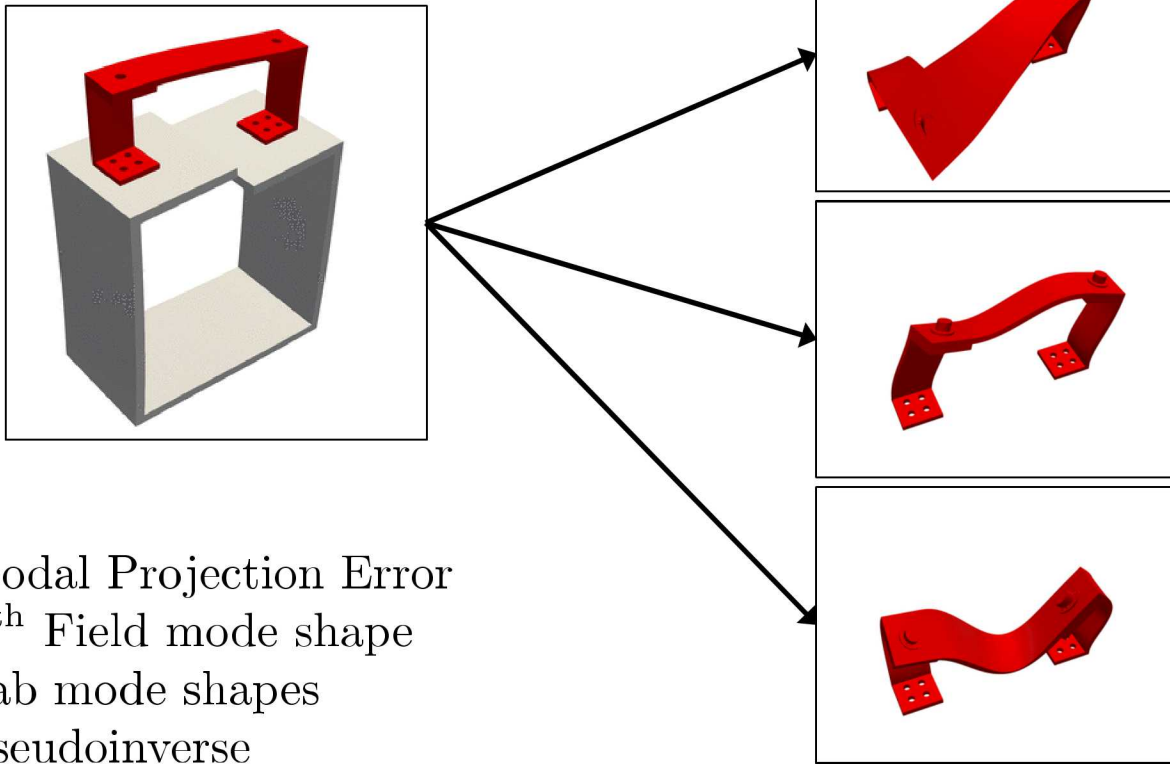 odal Projection Error
th Field mode shape
ab mode shapes
seudoinverse